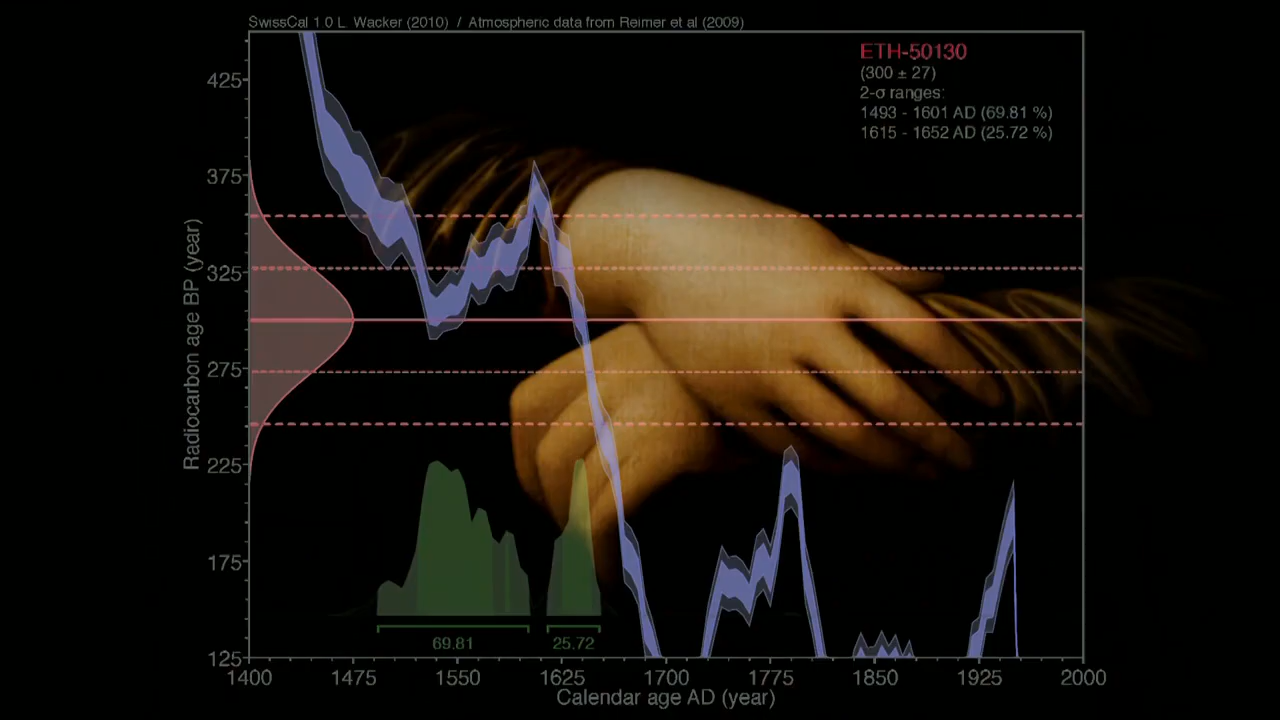 SwissCal 1 0 L. Wacker (2010) / Atmospheric data from Reimer et al (2009)
ETH-50130
(300 ± 27)
2-σ ranges:
1493 - 1601 AD (69.81 %)
1615 - 1652 AD (25.72 %)
Radiocarbon age BP (year)
425
375
325
275
225
175
125
69.81 25.72
1400 1475 1550 1625 1700 1775 1850 1925 2000
Calendar age AD (year)